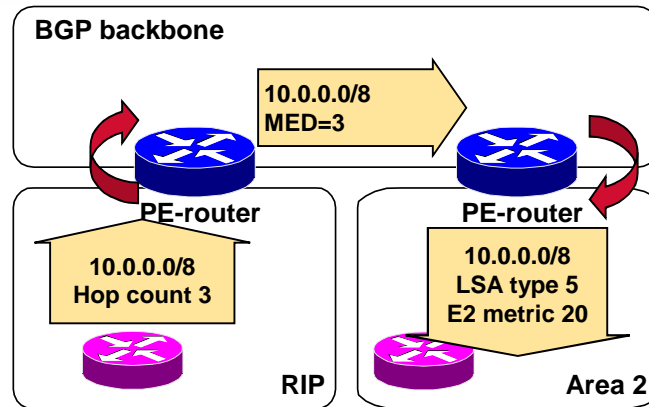 BGP backbone
10.0.0.0/8
MED=3
PE-router
PE-router
10.0.0.0/8
Hop count 3
10.0.0.0/8
LSA type 5
E2 metric 20
RIP
Area 2